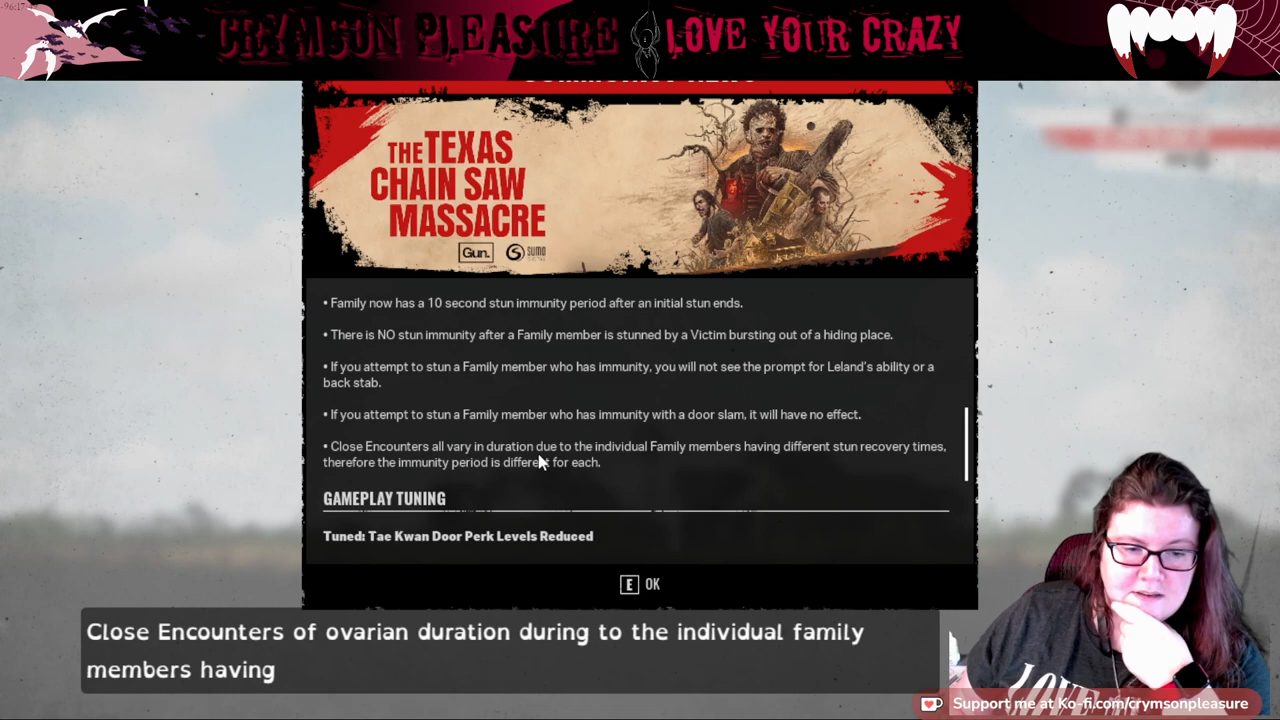 CRYMSON PLEASURE LOVE YOUR CRAZY
THE TEXAS
CHAIN SAW
MASSACRE
Gun. SUMO
• Family now has a 10 second stun immunity period after an initial stun ends.
• There is NO stun immunity after a Family member is stunned by a Victim bursting out of a hiding place.
• If you attempt to stun a Family member who has immunity, you will not see the prompt for Leland's ability or a
back stab.
• If you attempt to stun a Family member who has immunity with a door slam, it will have no effect.
• Close Encounters all vary in duration due to the individual Family members having different stun recovery times,
therefore the immunity period is different for each.
GAMEPLAY TUNING
Tuned: Tae Kwan Door Perk Levels Reduced
E OK
Close Encounters of ovarian duration during to the individual family
members having
LOVE
Support me at Ko-fi.com/crymsonpleasure